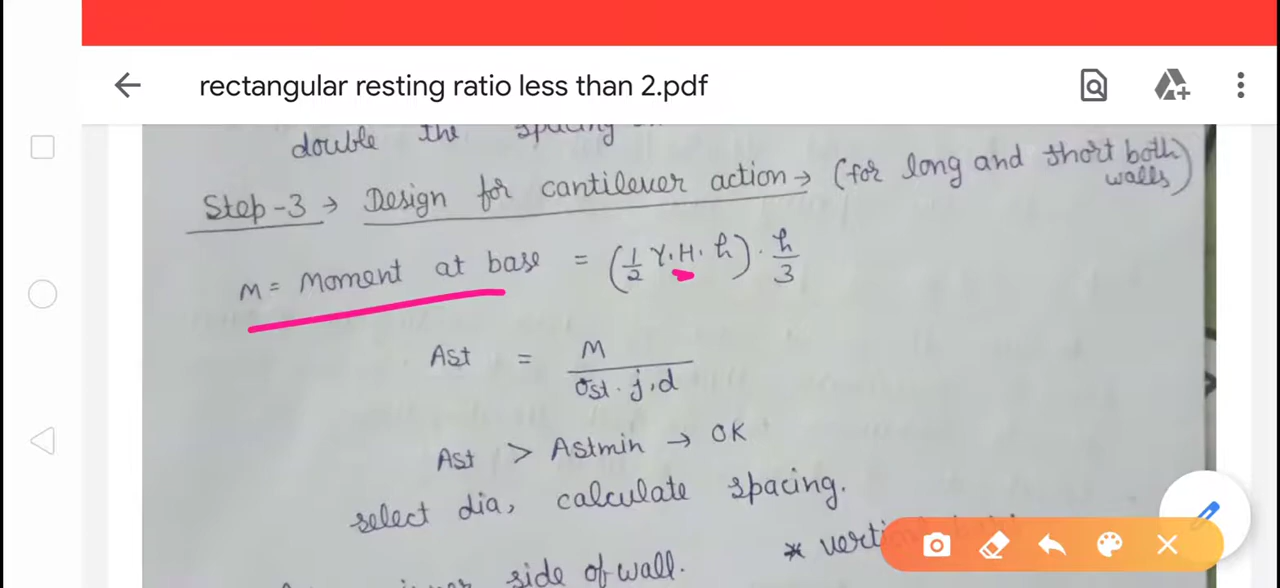 rectangular resting ratio less than 2.pdf
double the spacing
Step-3 → Design for cantilever action → (for long and short both walls)
M = Moment at base = (1/2 γ.H.h) . h/3
Ast = M / σst . j.d
Ast > Astmin → OK
select dia, calculate spacing.
side of wall. * verti